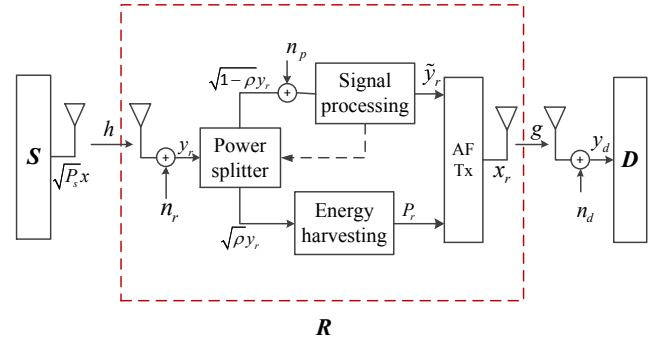 S
√P_s x
h
n_r
y_r
Power
splitter
√1−ρ y_r
n_p
Signal
processing
ỹ_r
√ρ y_r
Energy
harvesting
P_r
AF
Tx
x_r
g
n_d
y_d
D
R